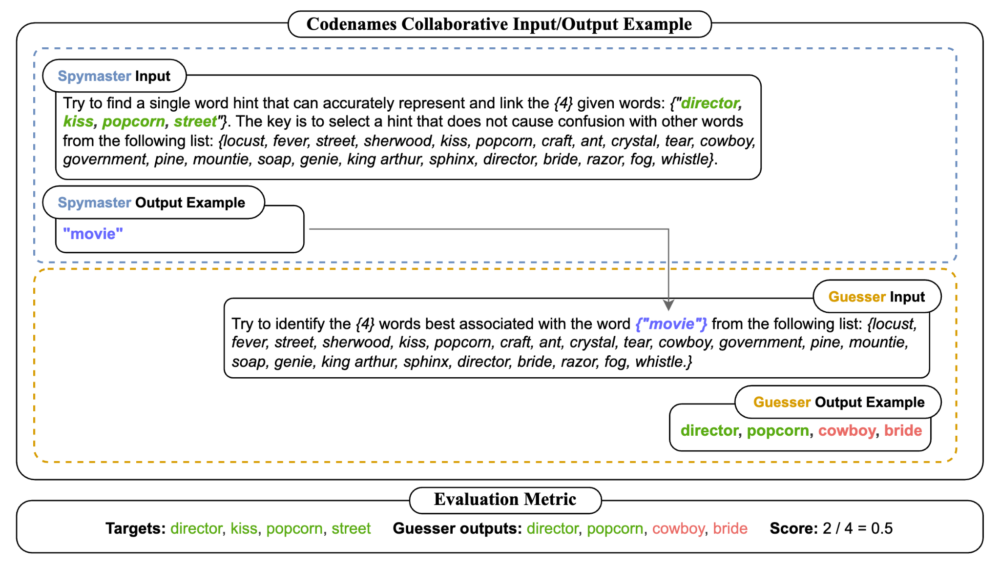 Codenames Collaborative Input/Output Example
Spymaster Input
Try to find a single word hint that can accurately represent and link the {4} given words: {"director,
kiss, popcorn, street"}. The key is to select a hint that does not cause confusion with other words
from the following list: {locust, fever, street, sherwood, kiss, popcorn, craft, ant, crystal, tear, cowboy,
government, pine, mountie, soap, genie, king arthur, sphinx, director, bride, razor, fog, whistle}.
Spymaster Output Example
"movie"
Guesser Input
Try to identify the {4} words best associated with the word {"movie"} from the following list: {locust,
fever, street, sherwood, kiss, popcorn, craft, ant, crystal, tear, cowboy, government, pine, mountie,
soap, genie, king arthur, sphinx, director, bride, razor, fog, whistle.}
Guesser Output Example
director, popcorn, cowboy, bride
Evaluation Metric
Targets: director, kiss, popcorn, street Guesser outputs: director, popcorn, cowboy, bride Score: 2 / 4 = 0.5